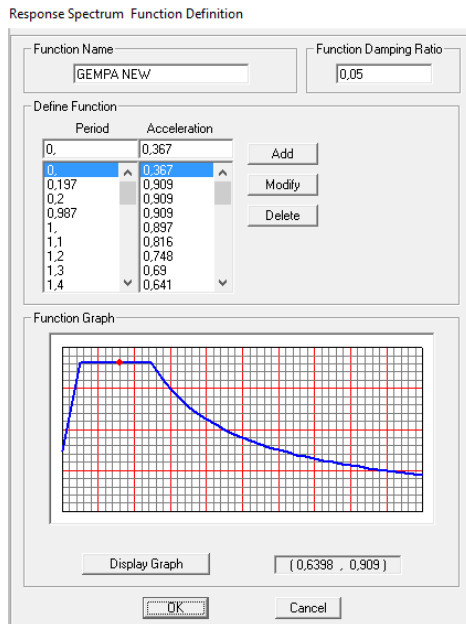 Response Spectrum Function Definition
Function Name
GEMPA NEW
Function Damping Ratio
0,05
Define Function
Period Acceleration
0, 0,367
Add
0, 0,367
0,197 0,909
Modify
0,2 0,909
0,987 0,909
Delete
1, 0,897
1,1 0,816
1,2 0,748
1,3 0,69
1,4 0,641
Function Graph
Display Graph
( 0,6398 , 0,909 )
OK
Cancel